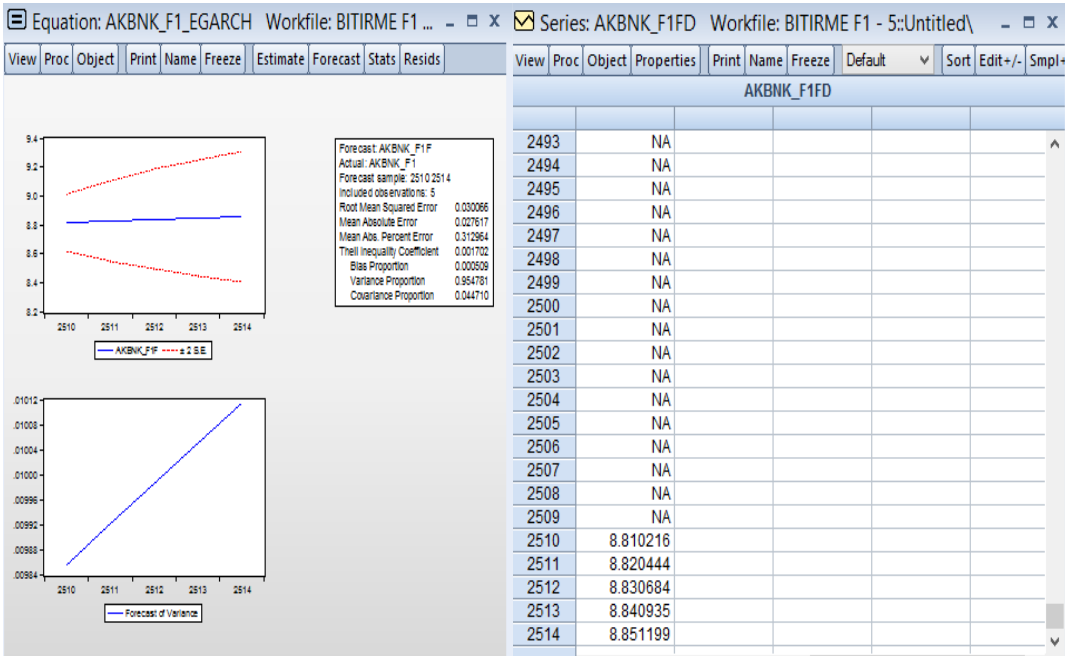 Equation: AKBNK_F1_EGARCH Workfile: BITIRME F1 ...
View Proc Object Print Name Freeze Estimate Forecast Stats Resids
9.4
9.2
9.0
8.8
8.6
8.4
8.2
2510 2511 2512 2513 2514
AKBNK_F1F ± 2 S.E.
Forecast: AKBNK_F1F
Actual: AKBNK_F1
Forecast sample: 2510 2514
Included observations: 5
Root Mean Squared Error 0.030066
Mean Absolute Error 0.027617
Mean Abs. Percent Error 0.312964
Theil Inequality Coefficient 0.001702
Bias Proportion 0.000509
Variance Proportion 0.954781
Covariance Proportion 0.044710
.01012
.01008
.01004
.01000
.00996
.00992
.00988
.00984
2510 2511 2512 2513 2514
Forecast of Variance
Series: AKBNK_F1FD Workfile: BITIRME F1 - 5::Untitled\
View Proc Object Properties Print Name Freeze Default Sort Edit+/- Smpl+
AKBNK_F1FD
2493 NA
2494 NA
2495 NA
2496 NA
2497 NA
2498 NA
2499 NA
2500 NA
2501 NA
2502 NA
2503 NA
2504 NA
2505 NA
2506 NA
2507 NA
2508 NA
2509 NA
2510 8.810216
2511 8.820444
2512 8.830684
2513 8.840935
2514 8.851199